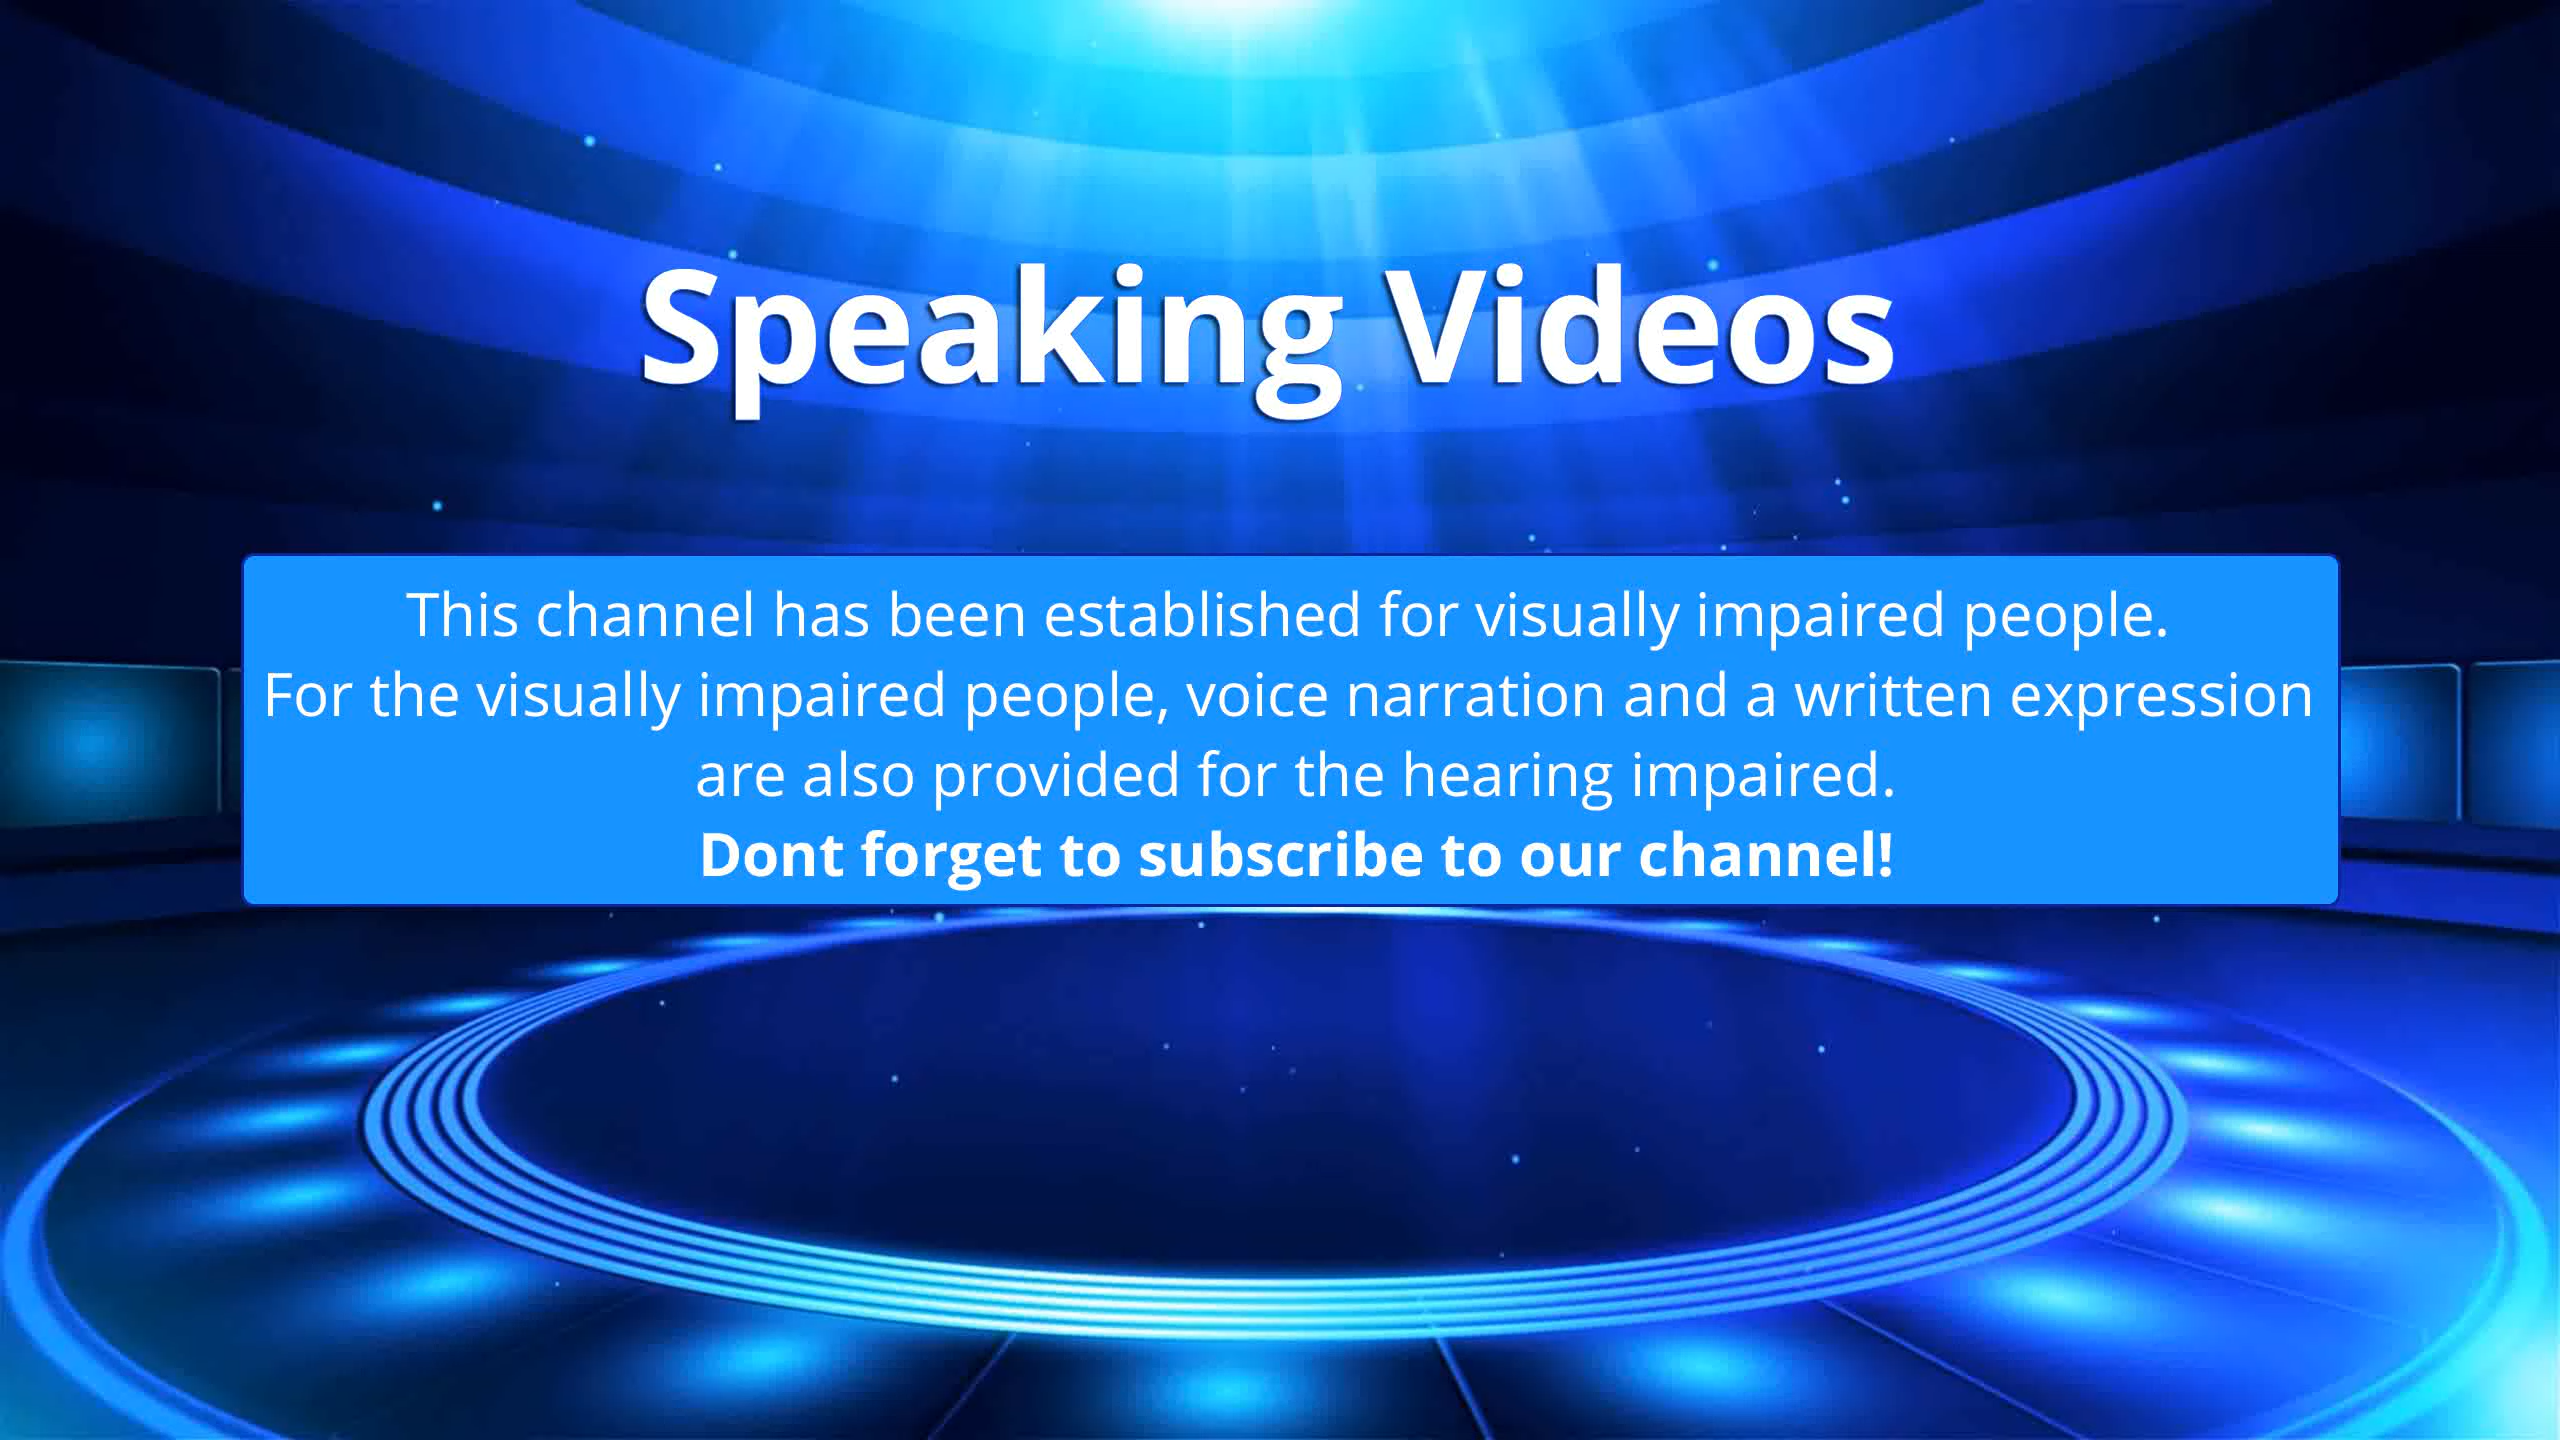 Speaking Videos
This channel has been established for visually impaired people.
For the visually impaired people, voice narration and a written expression
are also provided for the hearing impaired.
Dont forget to subscribe to our channel!